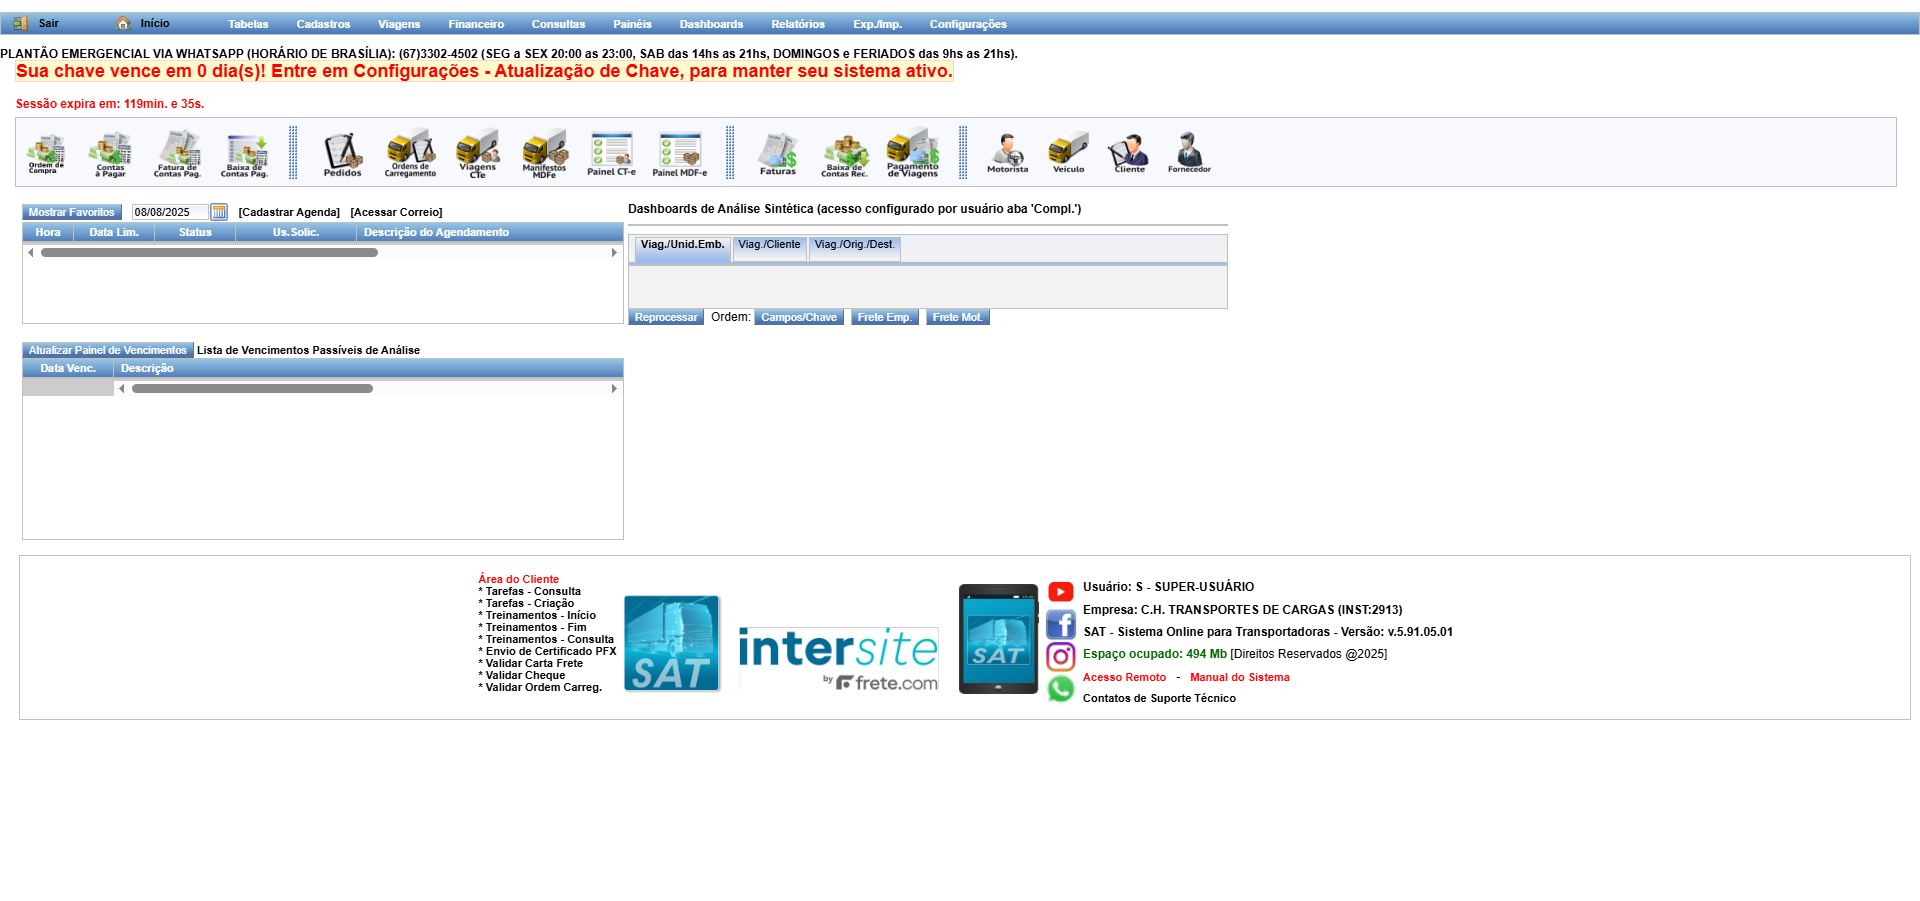 Sair Início Tabelas Cadastros Viagens Financeiro Consultas Painéis Dashboards Relatórios Exp./Imp. Configurações
PLANTÃO EMERGENCIAL VIA WHATSAPP (HORÁRIO DE BRASÍLIA): (67)3302-4502 (SEG a SEX 20:00 as 23:00, SAB das 14hs as 21hs, DOMINGOS e FERIADOS das 9hs as 21hs).
Sua chave vence em 0 dia(s)! Entre em Configurações - Atualização de Chave, para manter seu sistema ativo.
Sessão expira em: 119min. e 35s.
Ordem de Compra
Contas à Pagar
Fatura de Contas Pag.
Baixa de Contas Pag.
Pedidos
Ordens de Carregamento
Viagens CTe
Manifestos MDFe
Painel CT-e
Painel MDF-e
Faturas
Baixa de Contas Rec.
Pagamento de Viagens
Motorista
Veículo
Cliente
Fornecedor
Mostrar Favoritos 08/08/2025 [Cadastrar Agenda] [Acessar Correio]
Hora Data Lim. Status Us.Solic. Descrição do Agendamento
Dashboards de Análise Sintética (acesso configurado por usuário aba 'Compl.')
Viag./Unid.Emb. Viag./Cliente Viag./Orig./Dest.
Reprocessar Ordem: Campos/Chave Frete Emp. Frete Mot.
Atualizar Painel de Vencimentos Lista de Vencimentos Passíveis de Análise
Data Venc. Descrição
Área do Cliente
* Tarefas - Consulta
* Tarefas - Criação
* Treinamentos - Início
* Treinamentos - Fim
* Treinamentos - Consulta
* Envio de Certificado PFX
* Validar Carta Frete
* Validar Cheque
* Validar Ordem Carreg.
SAT
intersite
by frete.com
SAT
Usuário: S - SUPER-USUÁRIO
Empresa: C.H. TRANSPORTES DE CARGAS (INST:2913)
SAT - Sistema Online para Transportadoras - Versão: v.5.91.05.01
Espaço ocupado: 494 Mb [Direitos Reservados @2025]
Acesso Remoto - Manual do Sistema
Contatos de Suporte Técnico